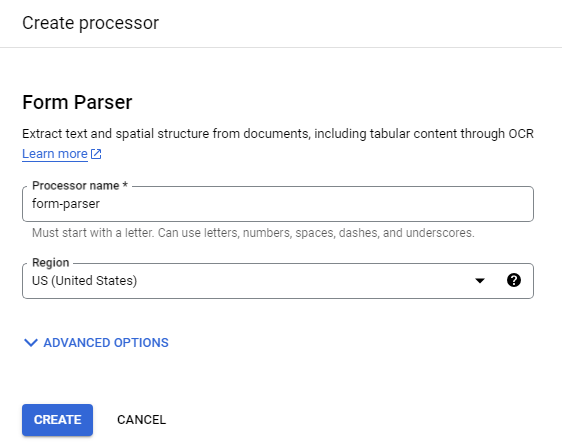 Create processor
Form Parser
Extract text and spatial structure from documents, including tabular content through OCR
Learn more
Processor name *
form-parser
Must start with a letter. Can use letters, numbers, spaces, dashes, and underscores.
Region
US (United States)
?
ADVANCED OPTIONS
CREATE CANCEL